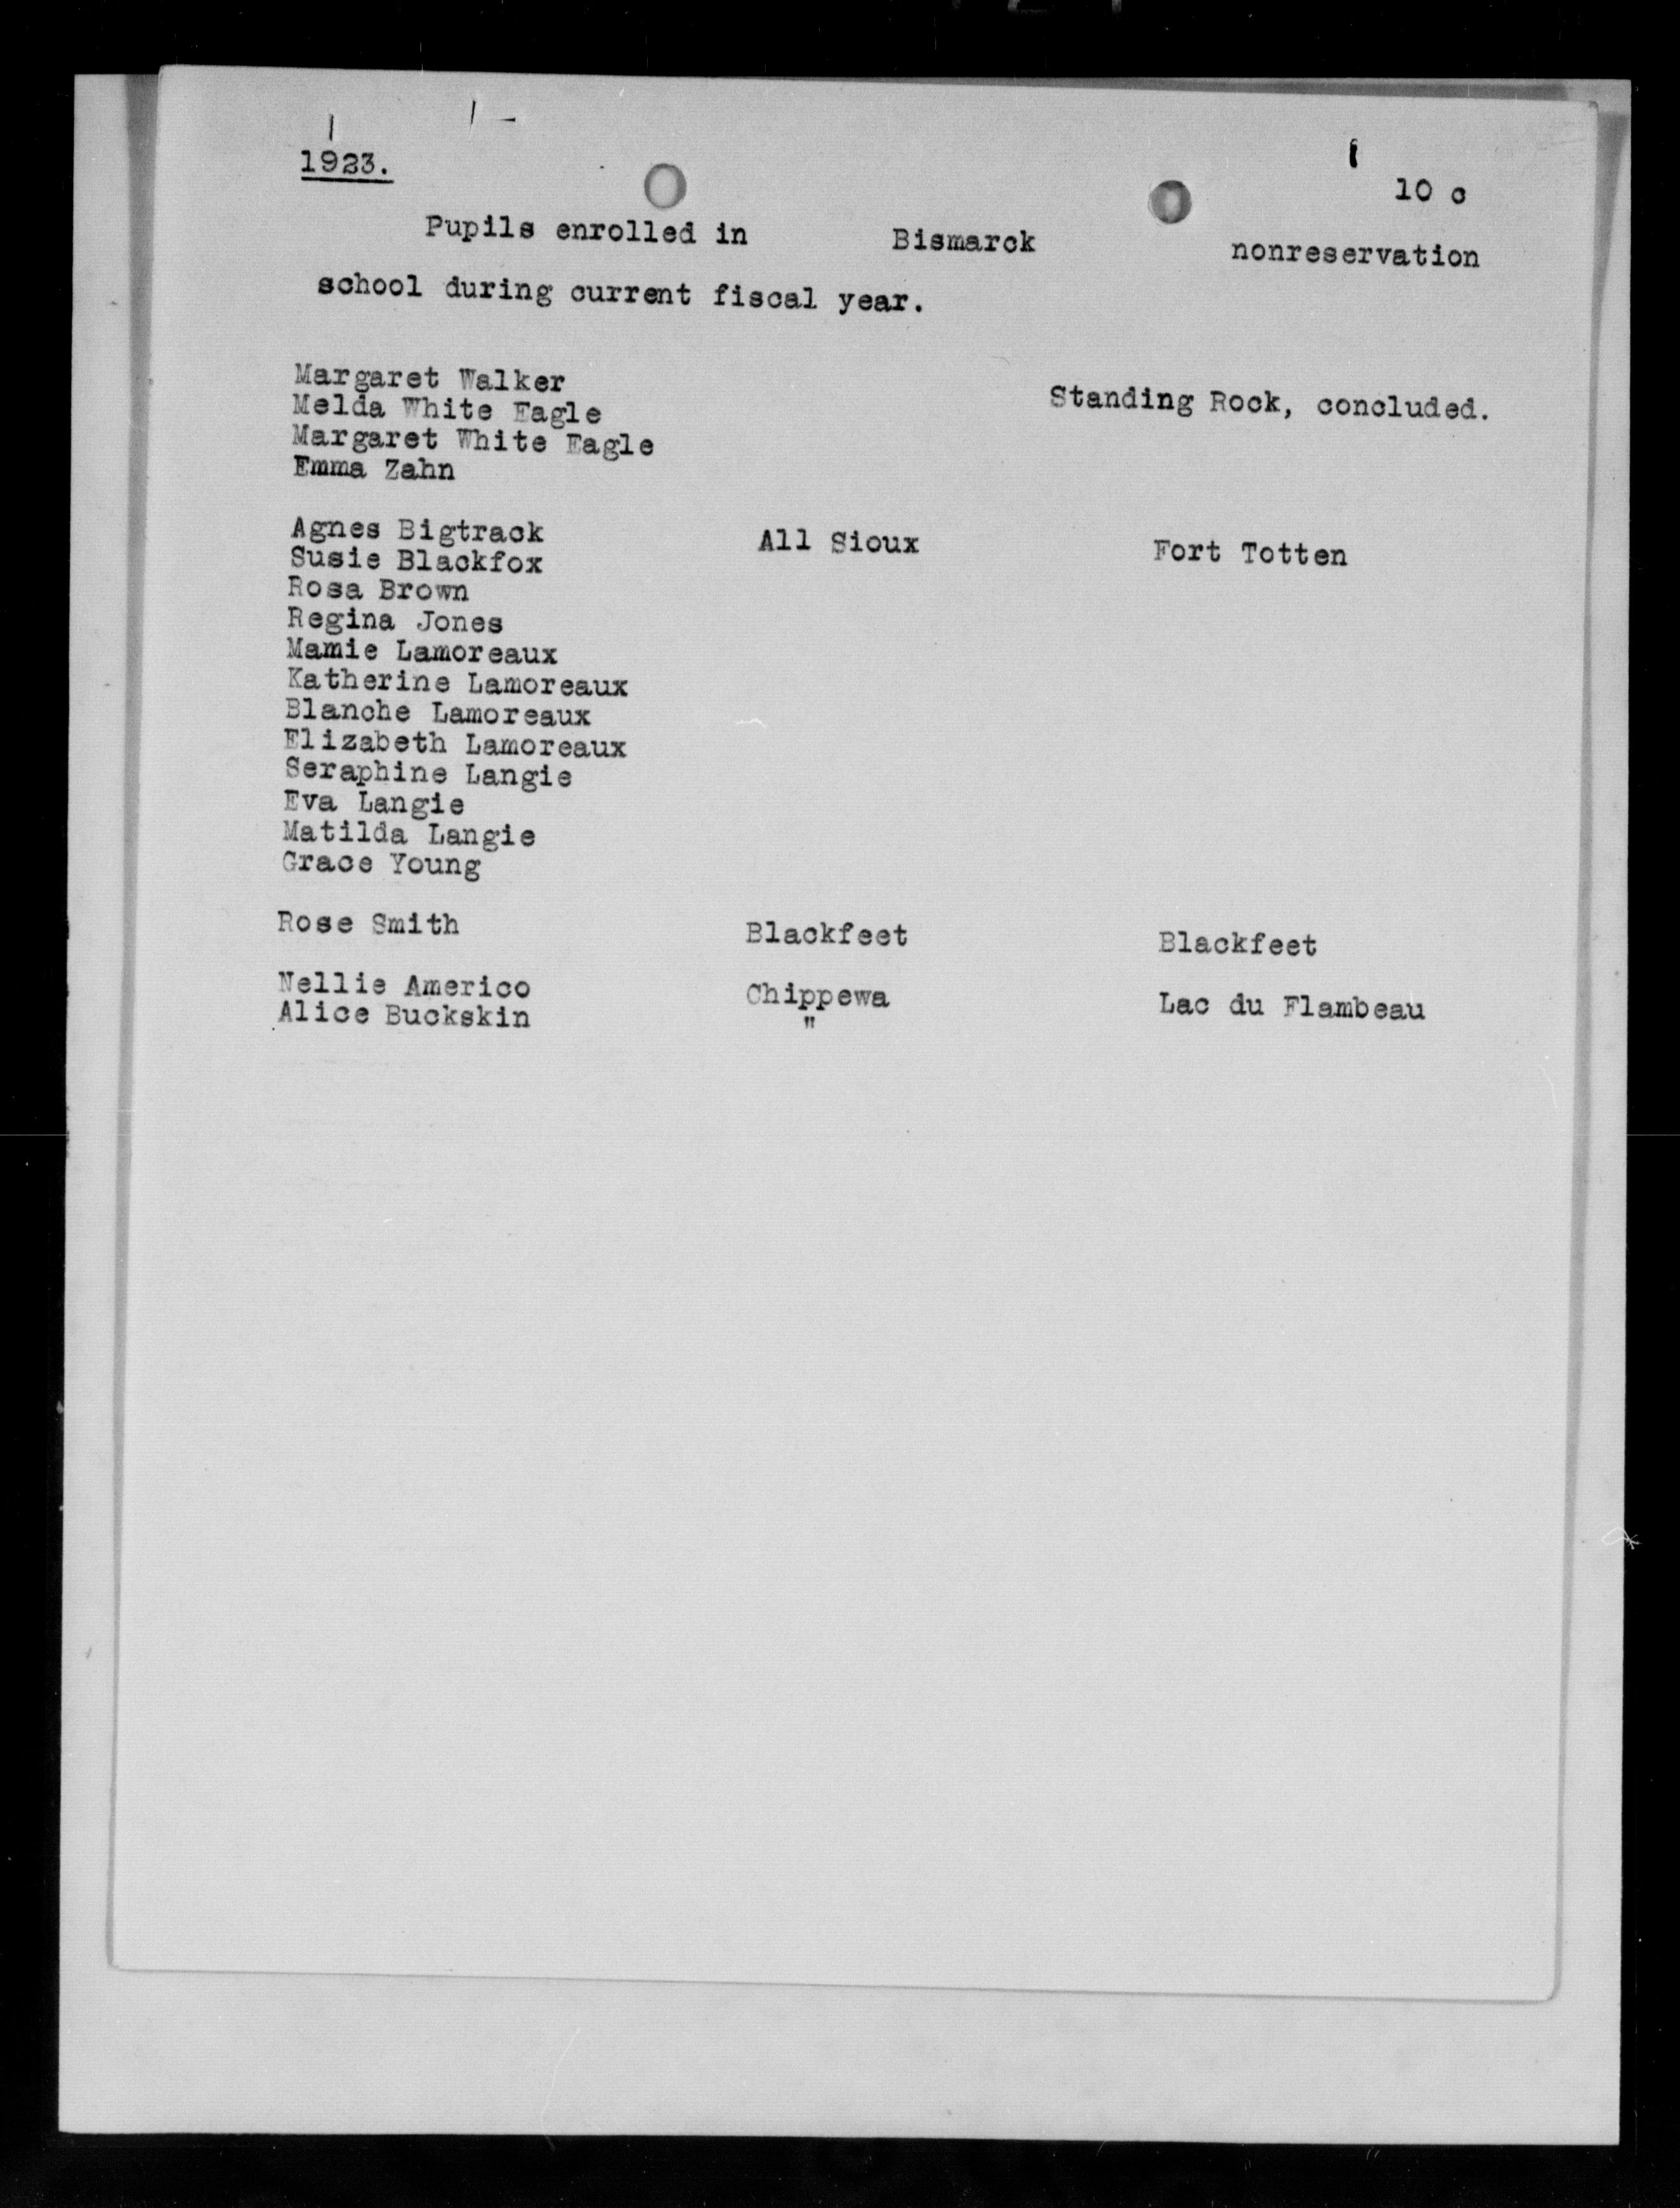 1923.
10 c
Pupils enrolled in Bismarck nonreservation
school during current fiscal year.
Margaret Walker Standing Rock, concluded.
Melda White Eagle
Margaret White Eagle
Emma Zahn
Agnes Bigtrack All Sioux Fort Totten
Susie Blackfox
Rosa Brown
Regina Jones
Mamie Lamoreaux
Katherine Lamoreaux
Blanche Lamoreaux
Elizabeth Lamoreaux
Seraphine Langie
Eva Langie
Matilda Langie
Grace Young
Rose Smith Blackfeet Blackfeet
Nellie Americo Chippewa Lac du Flambeau
Alice Buckskin "